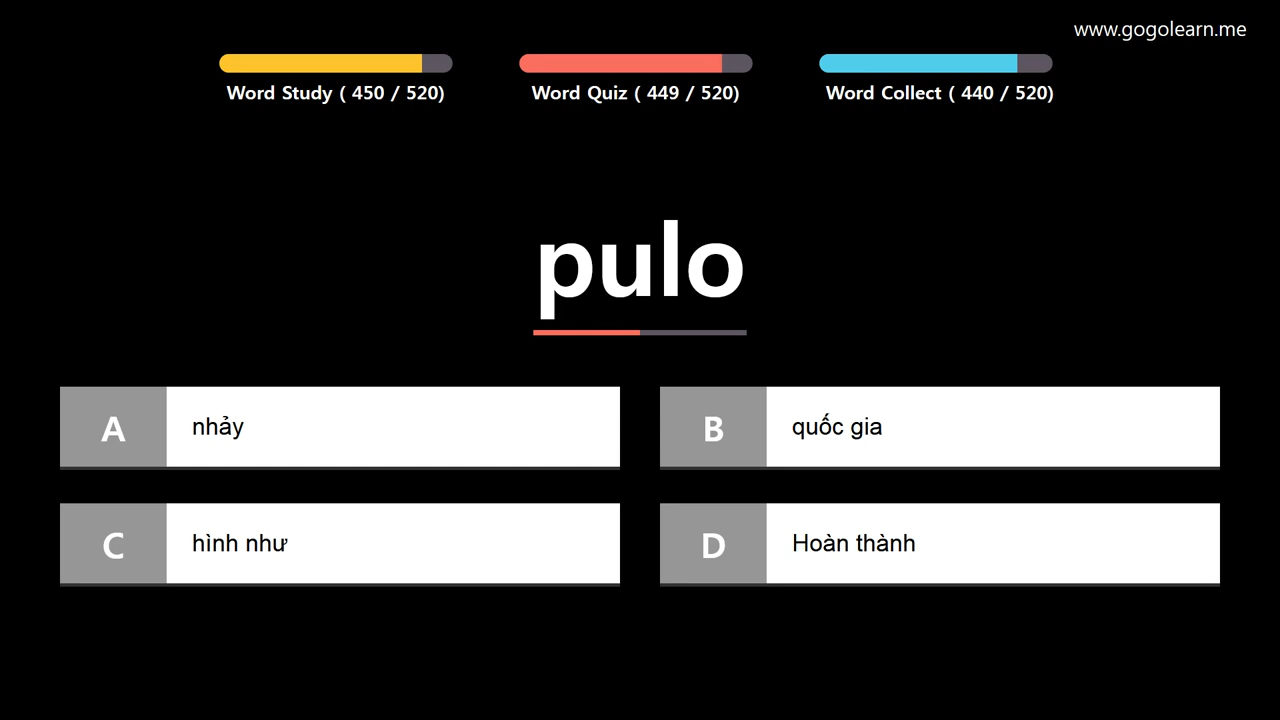 www.gogolearn.me
Word Study ( 450 / 520)
Word Quiz ( 449 / 520)
Word Collect ( 440 / 520)
pulo
A nhảy
B quốc gia
C hình như
D Hoàn thành